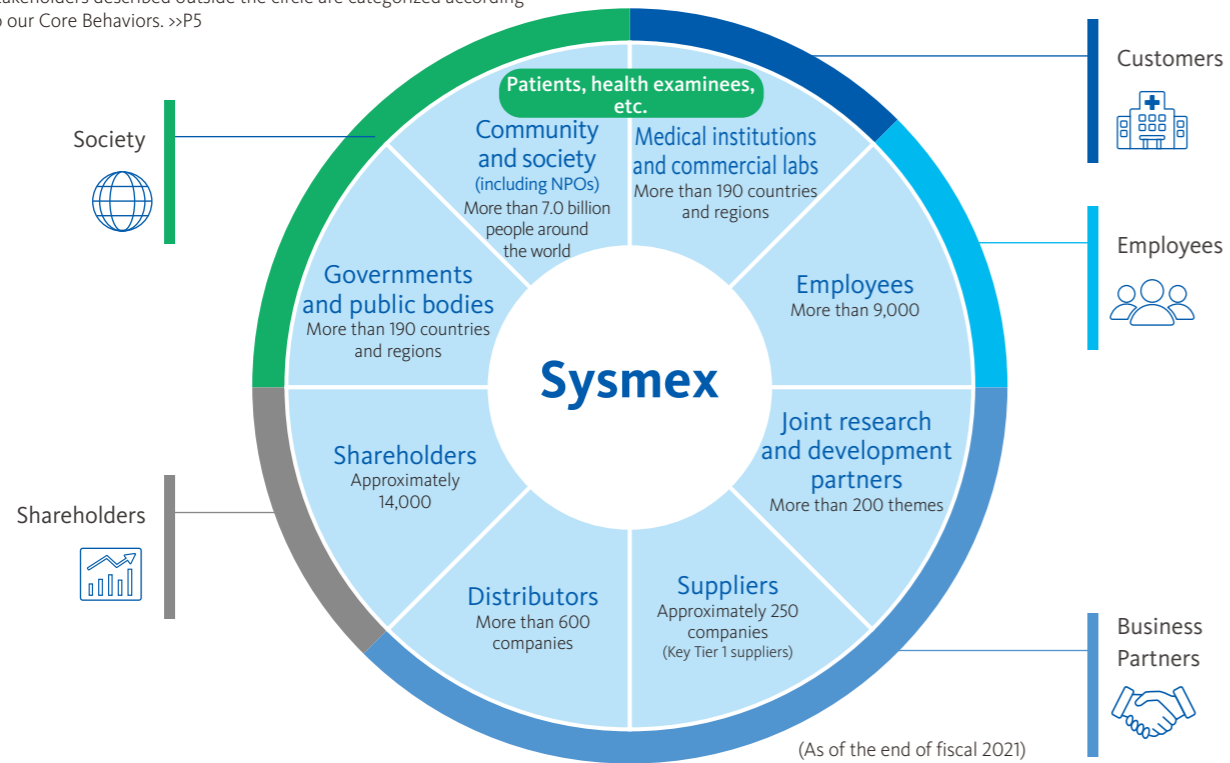 our Core Behaviors. >>P5
Society
Shareholders
Patients, health examinees,
etc.
Community
and society
(including NPOs)
More than 7.0 billion
people around
the world
Medical institutions
and commercial labs
More than 190 countries
and regions
Governments
and public bodies
More than 190 countries
and regions
Employees
More than 9,000
Sysmex
Shareholders
Approximately
14,000
Joint research
and development
partners
More than 200 themes
Distributors
More than 600
companies
Suppliers
Approximately 250
companies
(Key Tier 1 suppliers)
Customers
Employees
Business
Partners
(As of the end of fiscal 2021)